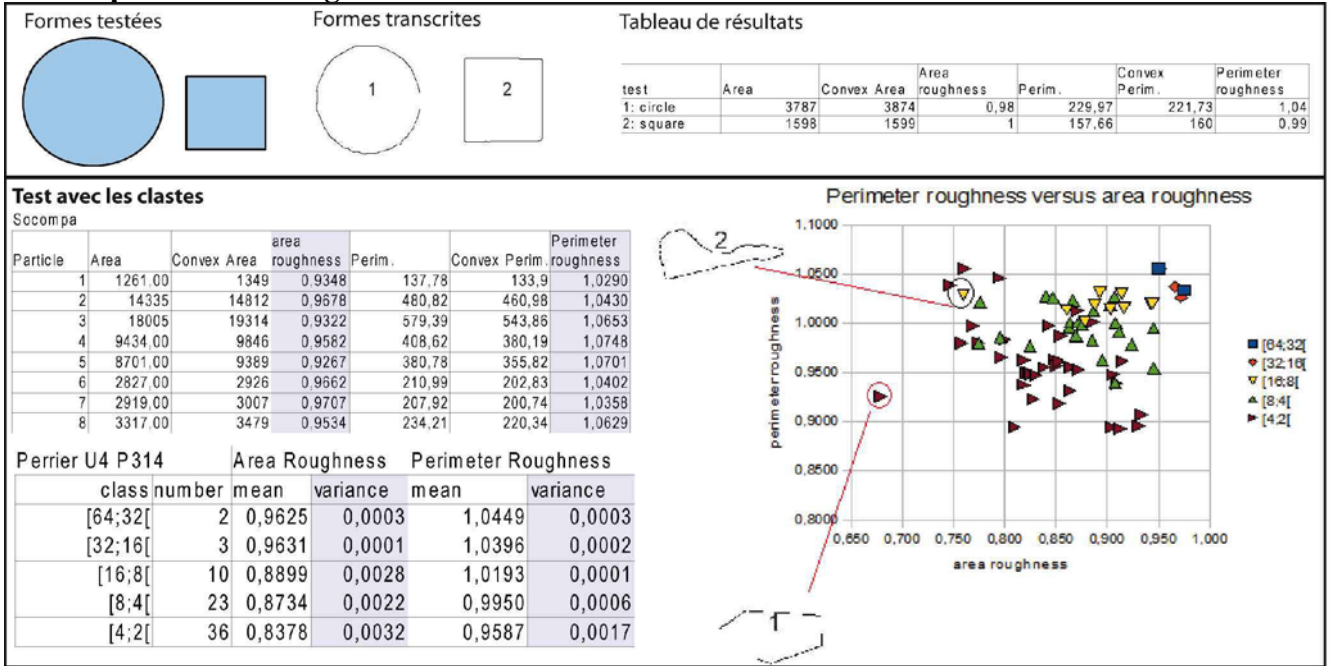 Formes testées
Formes transcrites
1
2
Tableau de résultats
test Area Convex Area Area roughness Perim. Convex Perim. Perimeter roughness
1: circle 3787 3874 0,98 229,97 221,73 1,04
2: square 1598 1599 1 157,66 160 0,99
Test avec les clastes
Socompa
Particle Area Convex Area area roughness Perim. Convex Perim. Perimeter roughness
1 1261,00 1349 0,9348 137,78 133,9 1,0290
2 14335 14812 0,9678 480,82 460,98 1,0430
3 18005 19314 0,9322 579,39 543,86 1,0653
4 9434,00 9846 0,9582 408,62 380,19 1,0748
5 8701,00 9389 0,9267 380,78 355,82 1,0701
6 2827,00 2926 0,9662 210,99 202,83 1,0402
7 2919,00 3007 0,9707 207,92 200,74 1,0358
8 3317,00 3479 0,9534 234,21 220,34 1,0629
Perrier U4 P314 Area Roughness Perimeter Roughness
class number mean variance mean variance
[64;32[ 2 0,9625 0,0003 1,0449 0,0003
[32;16[ 3 0,9631 0,0001 1,0396 0,0002
[16;8[ 10 0,8899 0,0028 1,0193 0,0001
[8;4[ 23 0,8734 0,0022 0,9950 0,0006
[4;2[ 36 0,8378 0,0032 0,9587 0,0017
Perimeter roughness versus area roughness
2
1,1000
1,0500
1,0000
0,9500
0,9000
0,8500
0,8000
perimeter roughness
0,650 0,700 0,750 0,800 0,850 0,900 0,950 1,000
area roughness
[64;32[
[32;16[
[16;8[
[8;4[
[4;2[
1